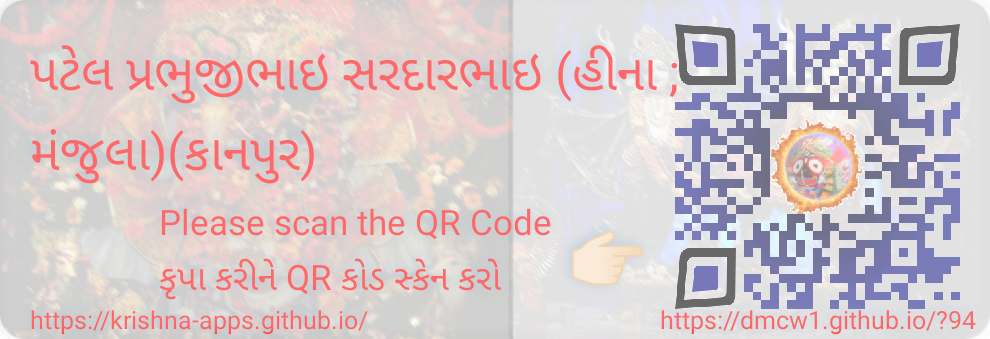 પટેલ પ્રભુજીભાઇ સરદારભાઇ (હીના ;
મંજુલા)(કાનપુર)
Please scan the QR Code
કૃપા કરીને QR કોડ સ્કેન કરો
https://krishna-apps.github.io/
https://dmcw1.github.io/?94